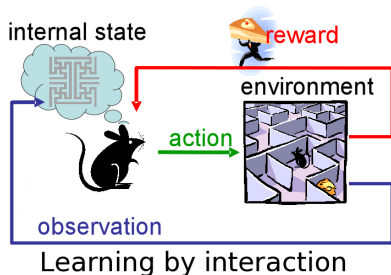 reward
internal state
environment
action
observation
Learning by interaction